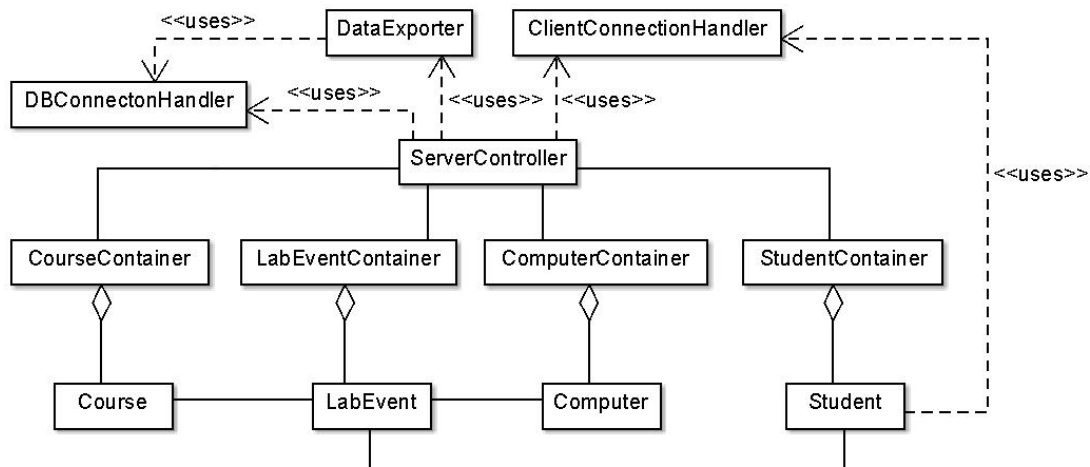 <<uses>>
DataExporter
ClientConnectionHandler
DBConnectonHandler
<<uses>>
<<uses>>
<<uses>>
ServerController
<<uses>>
CourseContainer
LabEventContainer
ComputerContainer
StudentContainer
Course
LabEvent
Computer
Student